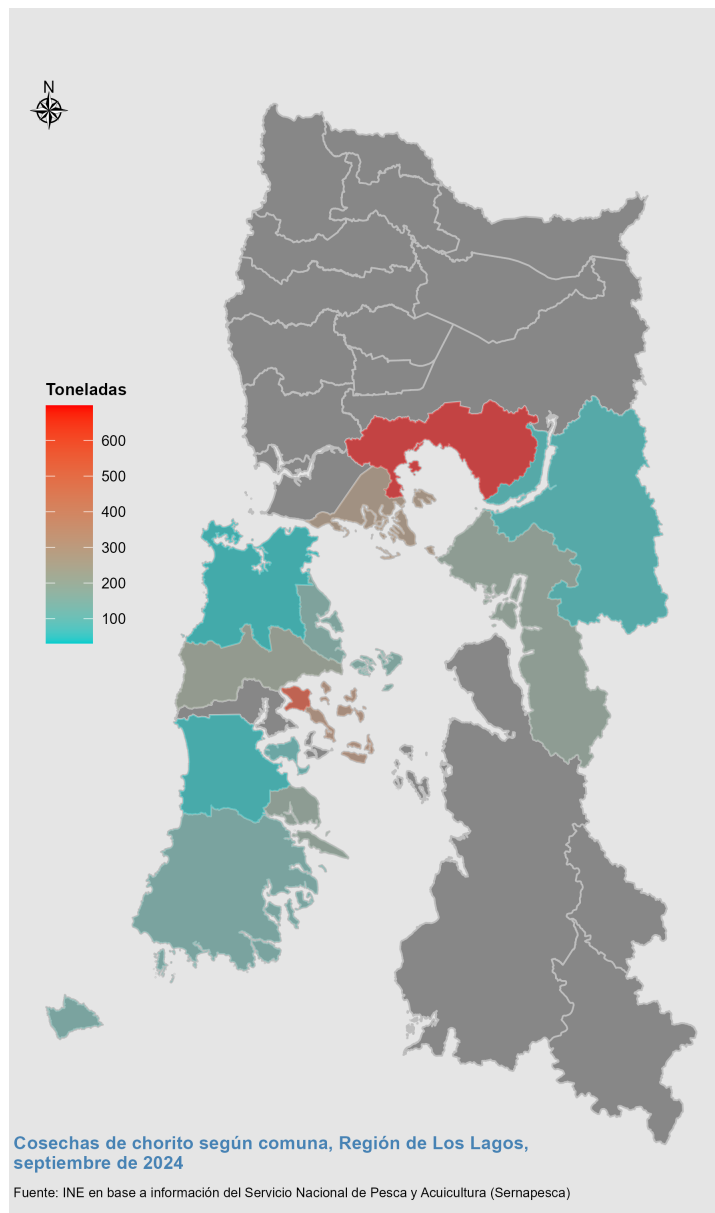 N
Toneladas
600
500
400
300
200
100
Cosechas de chorito según comuna, Región de Los Lagos,
septiembre de 2024
Fuente: INE en base a información del Servicio Nacional de Pesca y Acuicultura (Sernapesca)